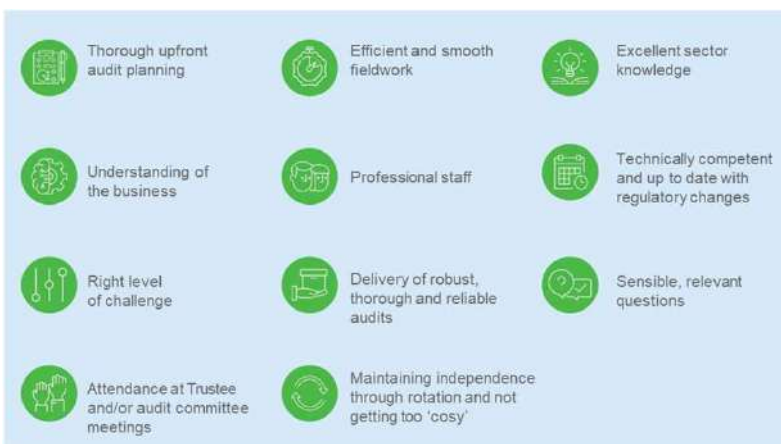 Thorough upfront
audit planning
Efficient and smooth
fieldwork
Excellent sector
knowledge
Understanding of
the business
Professional staff
Technically competent
and up to date with
regulatory changes
Right level
of challenge
Delivery of robust,
thorough and reliable
audits
Sensible, relevant
questions
Attendance at Trustee
and/or audit committee
meetings
Maintaining independence
through rotation and not
getting too ‘cosy’